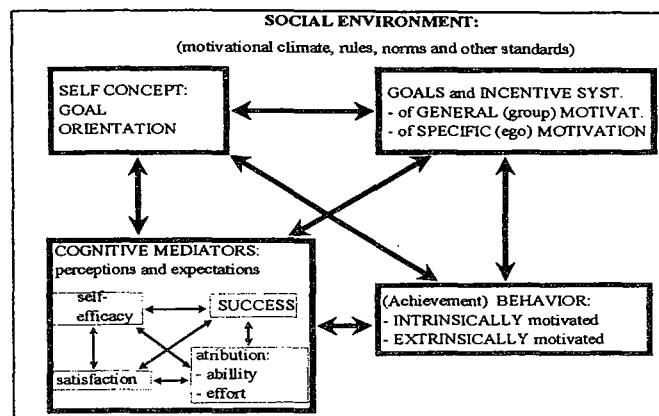 SOCIAL ENVIRONMENT:
(motivational climate, rules, norms and other standards)
SELF CONCEPT:
GOAL
ORIENTATION
GOALS and INCENTIVE SYST.
- of GENERAL (group) MOTIVAT.
- of SPECIFIC (ego) MOTIVATION
COGNITIVE MEDIATORS:
perceptions and expectations
self-
efficacy
SUCCESS
satisfaction
atribution:
- abillity
- effort
(Achievement) BEHAVIOR:
- INTRINSICALLY motivated
- EXTRINSICALLY motivated